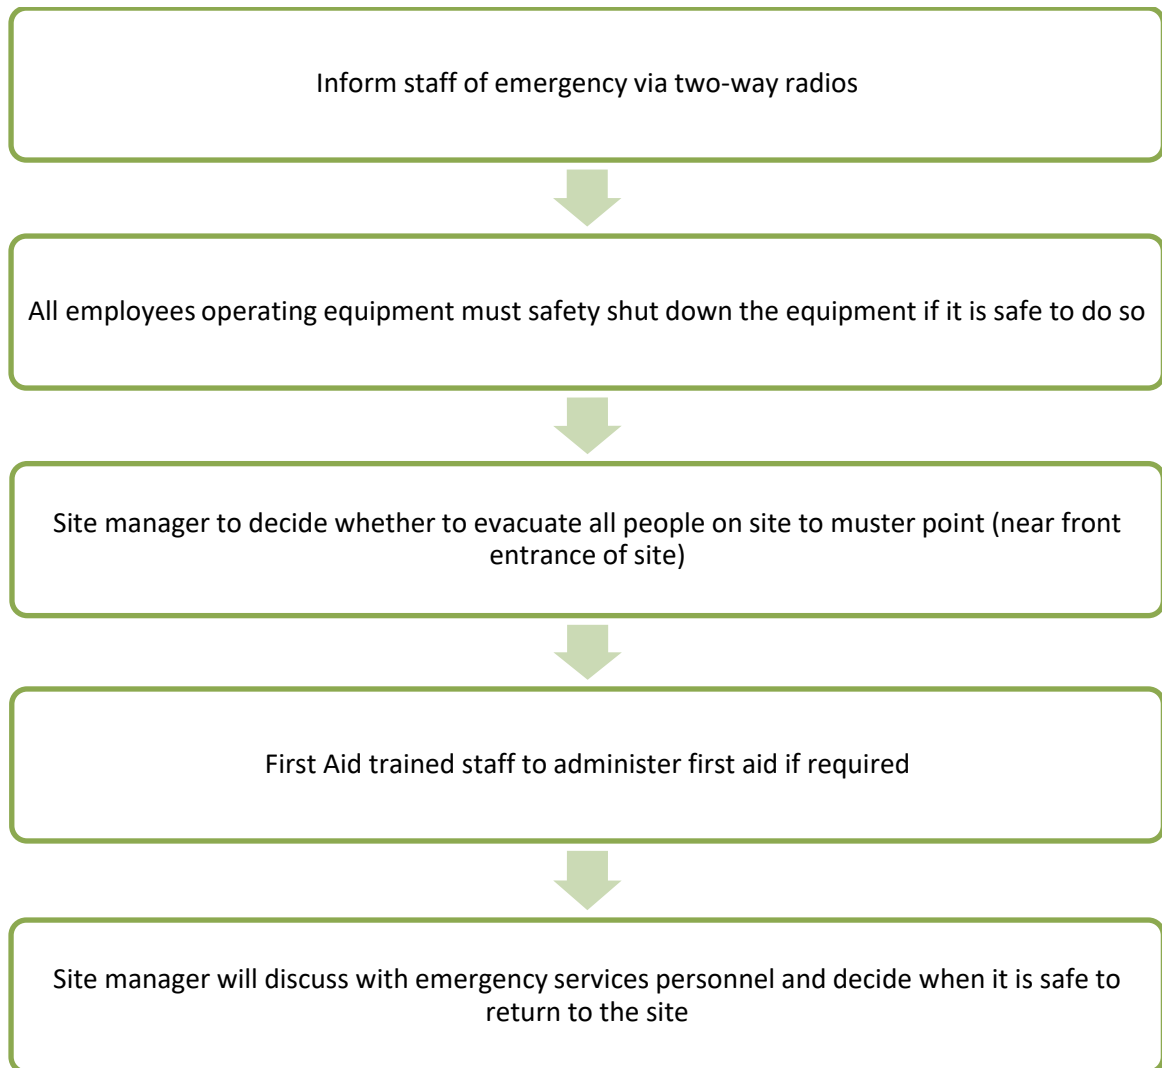 Inform staff of emergency via two-way radios
All employees operating equipment must safety shut down the equipment if it is safe to do so
Site manager to decide whether to evacuate all people on site to muster point (near front
entrance of site)
First Aid trained staff to administer first aid if required
Site manager will discuss with emergency services personnel and decide when it is safe to
return to the site